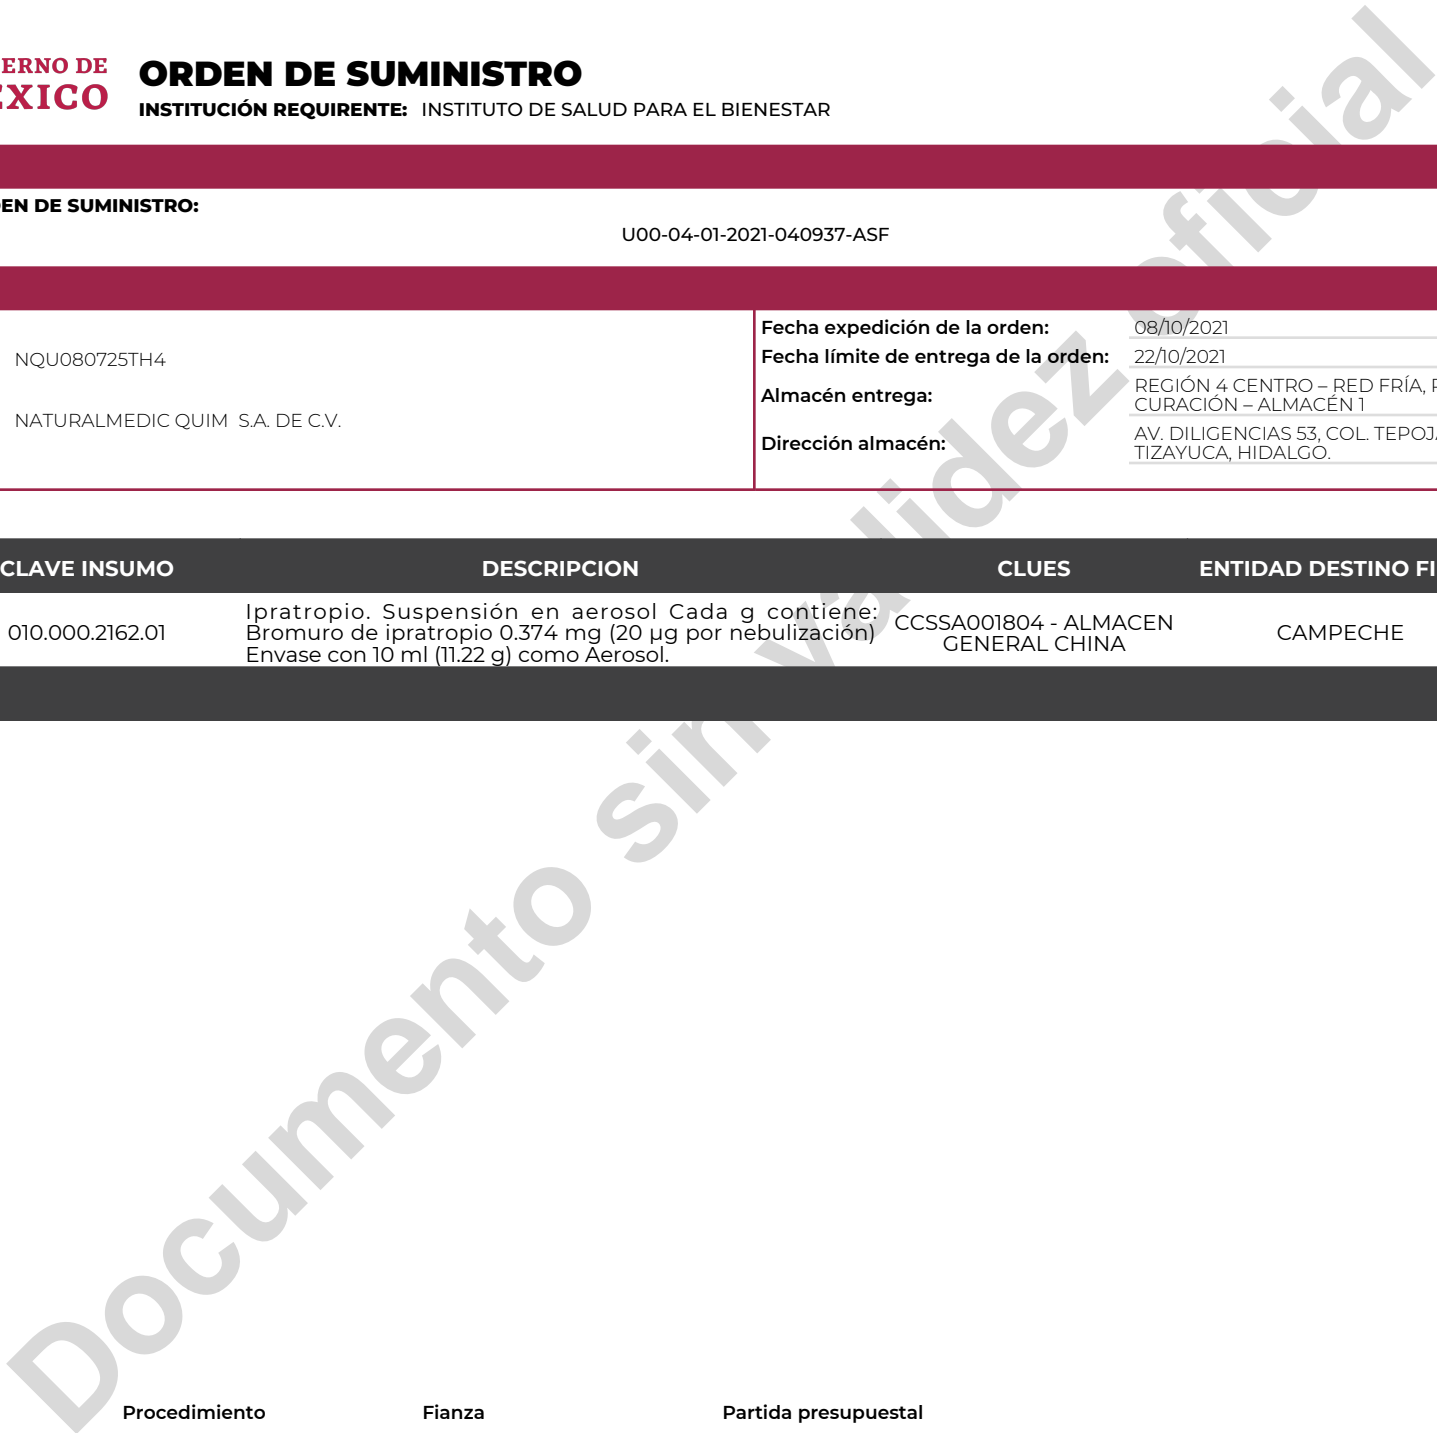 ERNO DE
ÉXICO
ORDEN DE SUMINISTRO
INSTITUCIÓN REQUIRENTE: INSTITUTO DE SALUD PARA EL BIENESTAR
EN DE SUMINISTRO:
U00-04-01-2021-040937-ASF
NQU080725TH4
NATURALMEDIC QUIM S.A. DE C.V.
Fecha expedición de la orden: 08/10/2021
Fecha límite de entrega de la orden: 22/10/2021
Almacén entrega: REGIÓN 4 CENTRO – RED FRÍA,
CURACIÓN – ALMACÉN 1
Dirección almacén: AV. DILIGENCIAS 53, COL. TEPOJA
TIZAYUCA, HIDALGO.
CLAVE INSUMO DESCRIPCION CLUES ENTIDAD DESTINO FI
010.000.2162.01
Ipratropio. Suspensión en aerosol Cada g contiene:
Bromuro de ipratropio 0.374 mg (20 µg por nebulización)
Envase con 10 ml (11.22 g) como Aerosol.
CCSSA001804 - ALMACEN
GENERAL CHINA
CAMPECHE
Documento sin validez oficial
Procedimiento Fianza Partida presupuestal